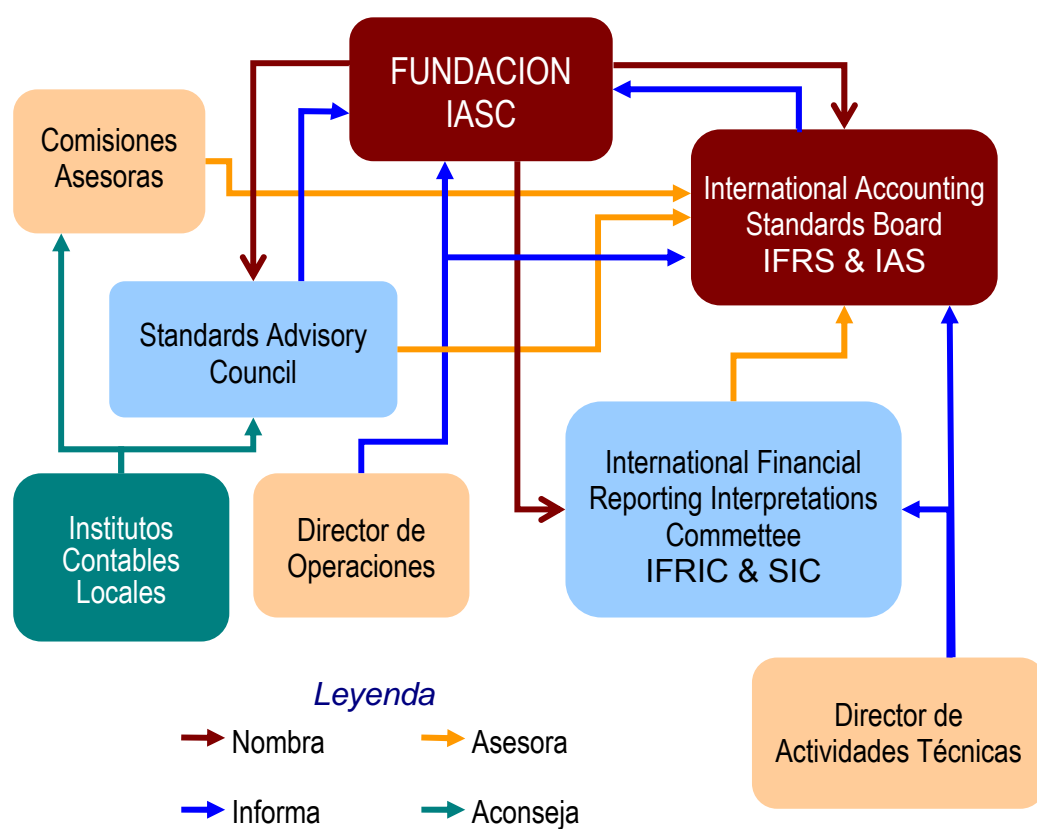 FUNDACION
IASC
Comisiones
Asesoras
International Accounting
Standards Board
IFRS & IAS
Standards Advisory
Council
International Financial
Reporting Interpretations
Commettee
IFRIC & SIC
Institutos
Contables
Locales
Director de
Operaciones
Director de
Actividades Técnicas
Leyenda
Nombra
Asesora
Informa
Aconseja